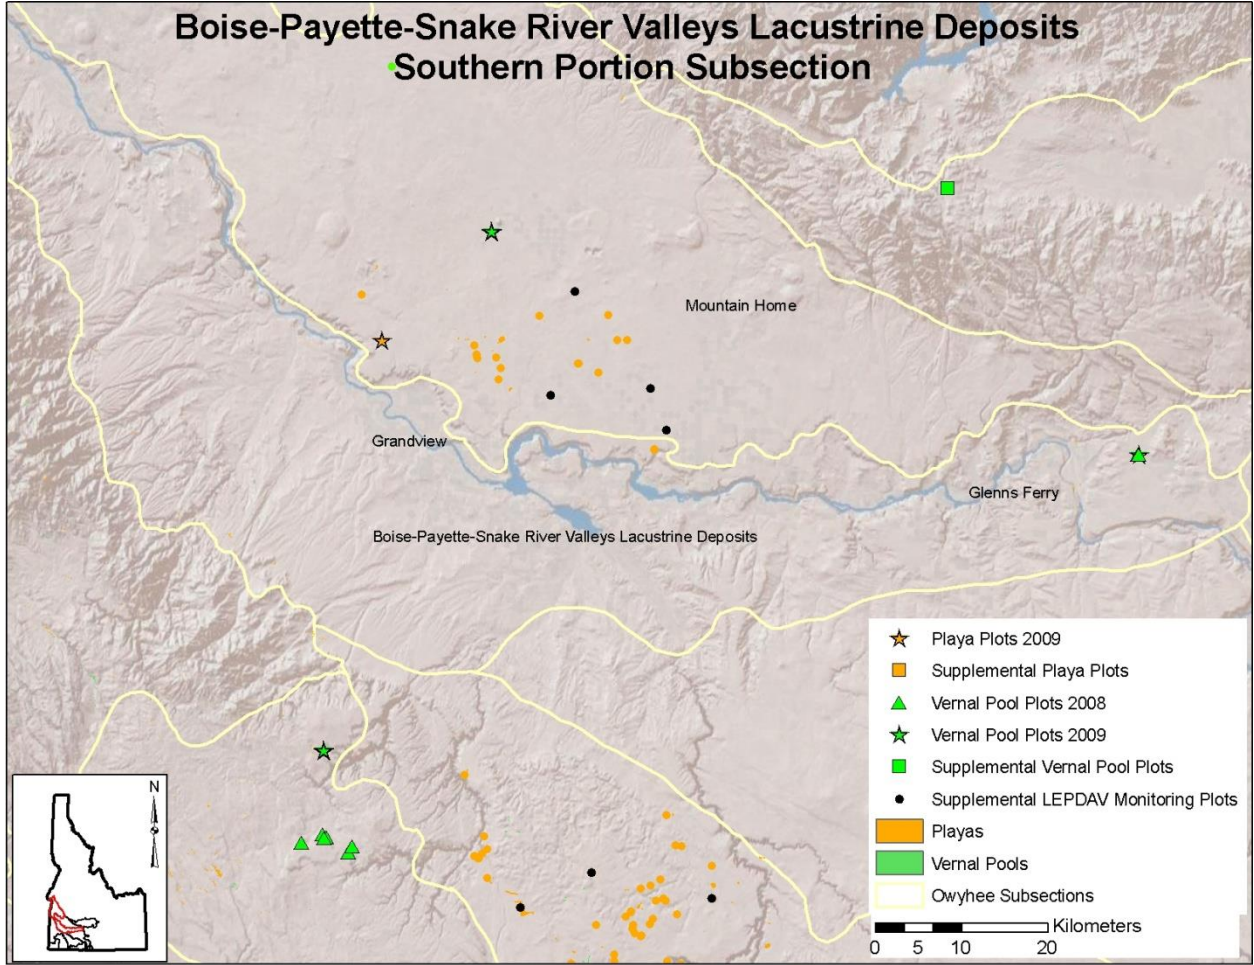 Boise-Payette-Snake River Valleys Lacustrine Deposits
Southern Portion Subsection
Mountain Home
Grandview
Glenns Ferry
Boise-Payette-Snake River Valleys Lacustrine Deposits
Playa Plots 2009
Supplemental Playa Plots
Vernal Pool Plots 2008
Vernal Pool Plots 2009
Supplemental Vernal Pool Plots
Supplemental LEPDAV Monitoring Plots
Playas
Vernal Pools
Owyhee Subsections
Kilometers
0 5 10 20
N